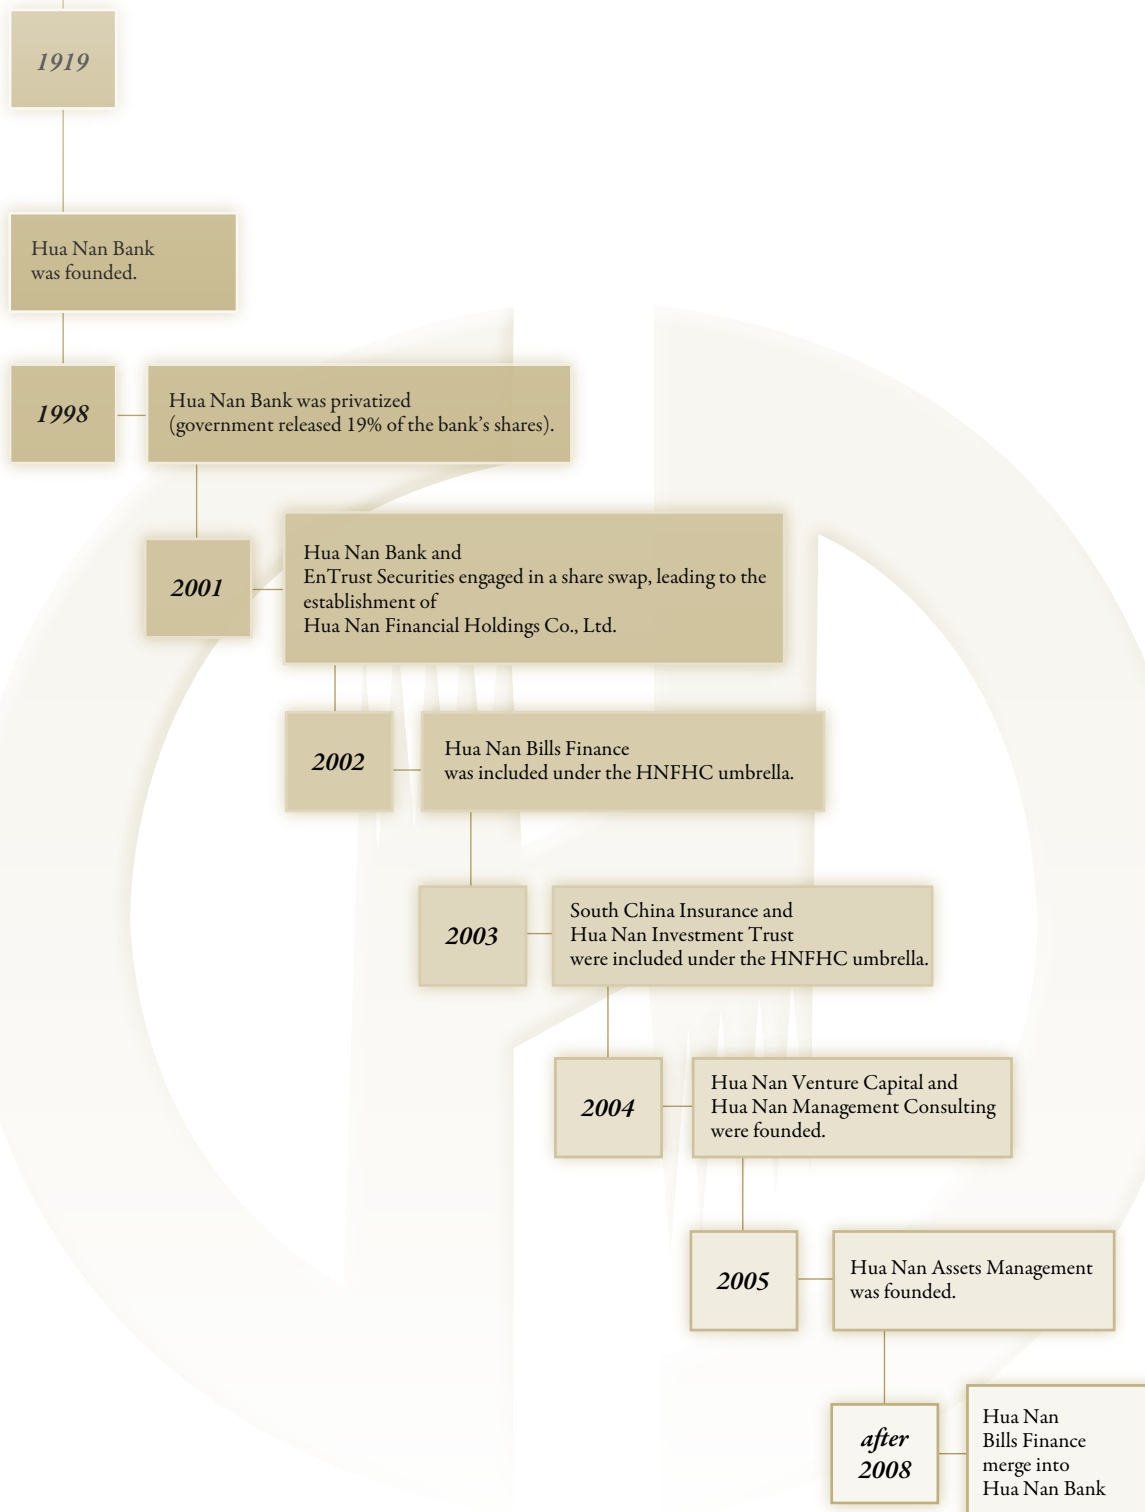 1919
Hua Nan Bank
was founded.
1998
Hua Nan Bank was privatized
(government released 19% of the bank’s shares).
2001
Hua Nan Bank and
EnTrust Securities engaged in a share swap, leading to the
establishment of
Hua Nan Financial Holdings Co., Ltd.
2002
Hua Nan Bills Finance
was included under the HNFHC umbrella.
2003
South China Insurance and
Hua Nan Investment Trust
were included under the HNFHC umbrella.
2004
Hua Nan Venture Capital and
Hua Nan Management Consulting
were founded.
2005
Hua Nan Assets Management
was founded.
after
2008
Hua Nan
Bills Finance
merge into
Hua Nan Bank